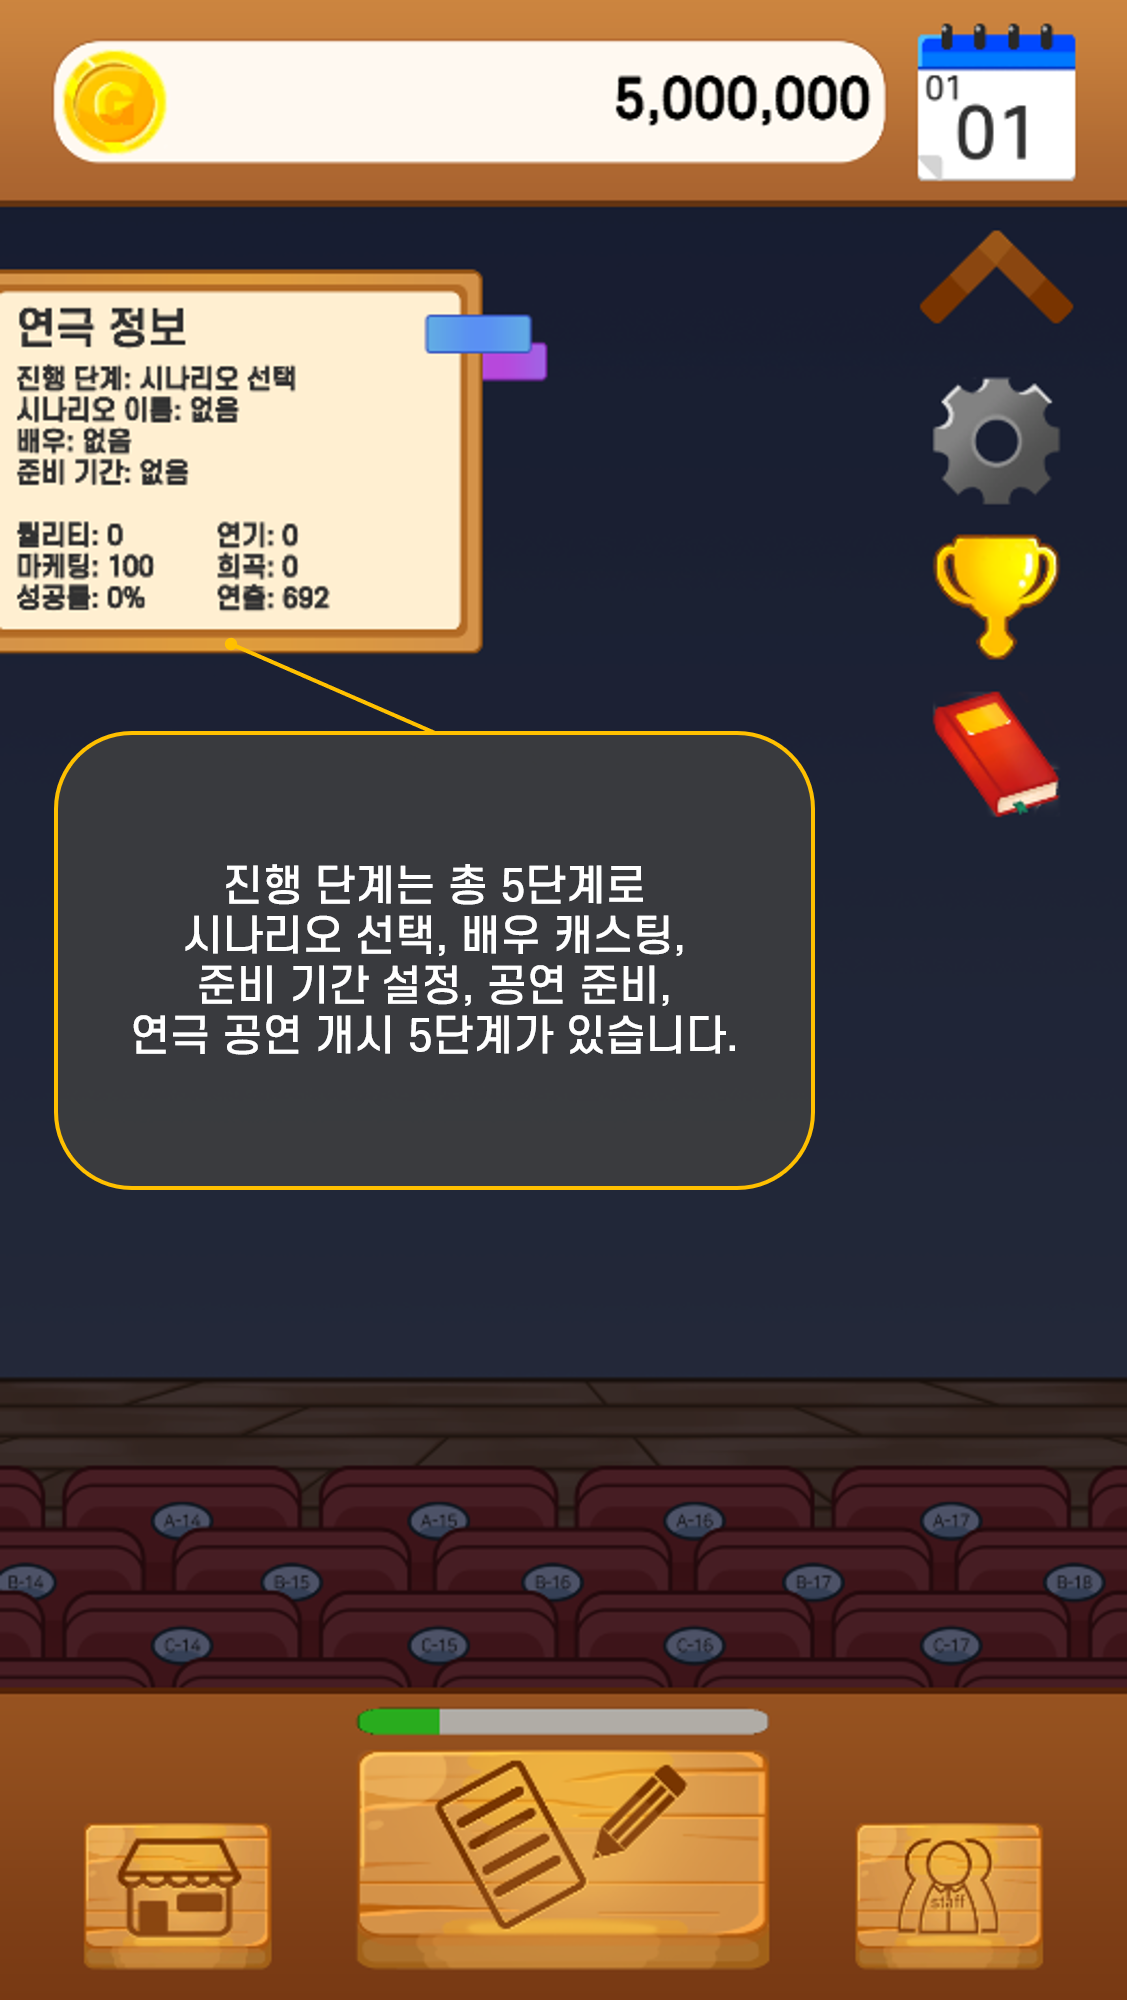 5,000,000
01
01
연극 정보
진행 단계: 시나리오 선택
시나리오 이름: 없음
배우: 없음
준비 기간: 없음
퀄리티: 0 연기: 0
마케팅: 100 희곡: 0
성공률: 0% 연출: 692
진행 단계는 총 5단계로
시나리오 선택, 배우 캐스팅,
준비 기간 설정, 공연 준비,
연극 공연 개시 5단계가 있습니다.
A-14 A-15 A-16 A-17
B-14 B-15 B-16 B-17 B-18
C-14 C-15 C-16 C-17
staff